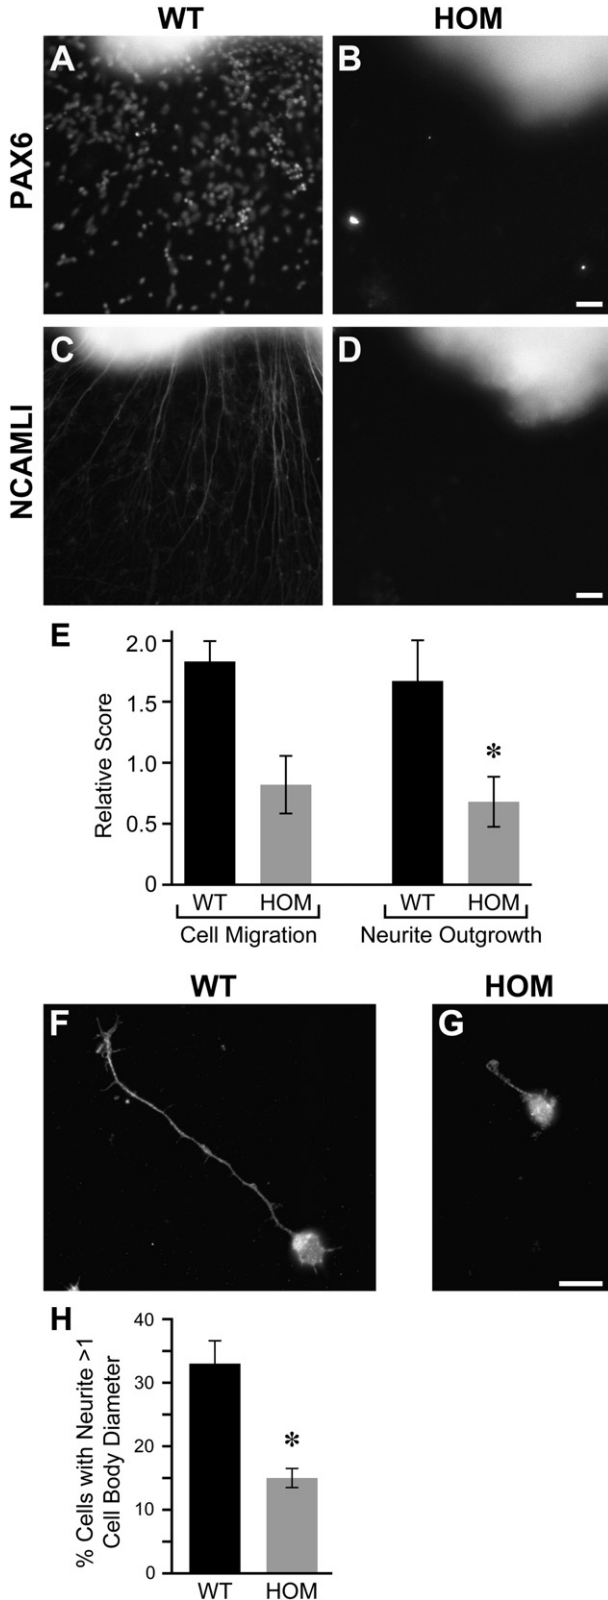 WT HOM
A B
PAX6
C D
NCAMLI
E
Relative Score
2.0
1.5
1.0
0.5
0
*
WT HOM WT HOM
Cell Migration Neurite Outgrowth
WT HOM
F G
H
% Cells with Neurite >1
Cell Body Diameter
40
30
20
10
0
*
WT HOM